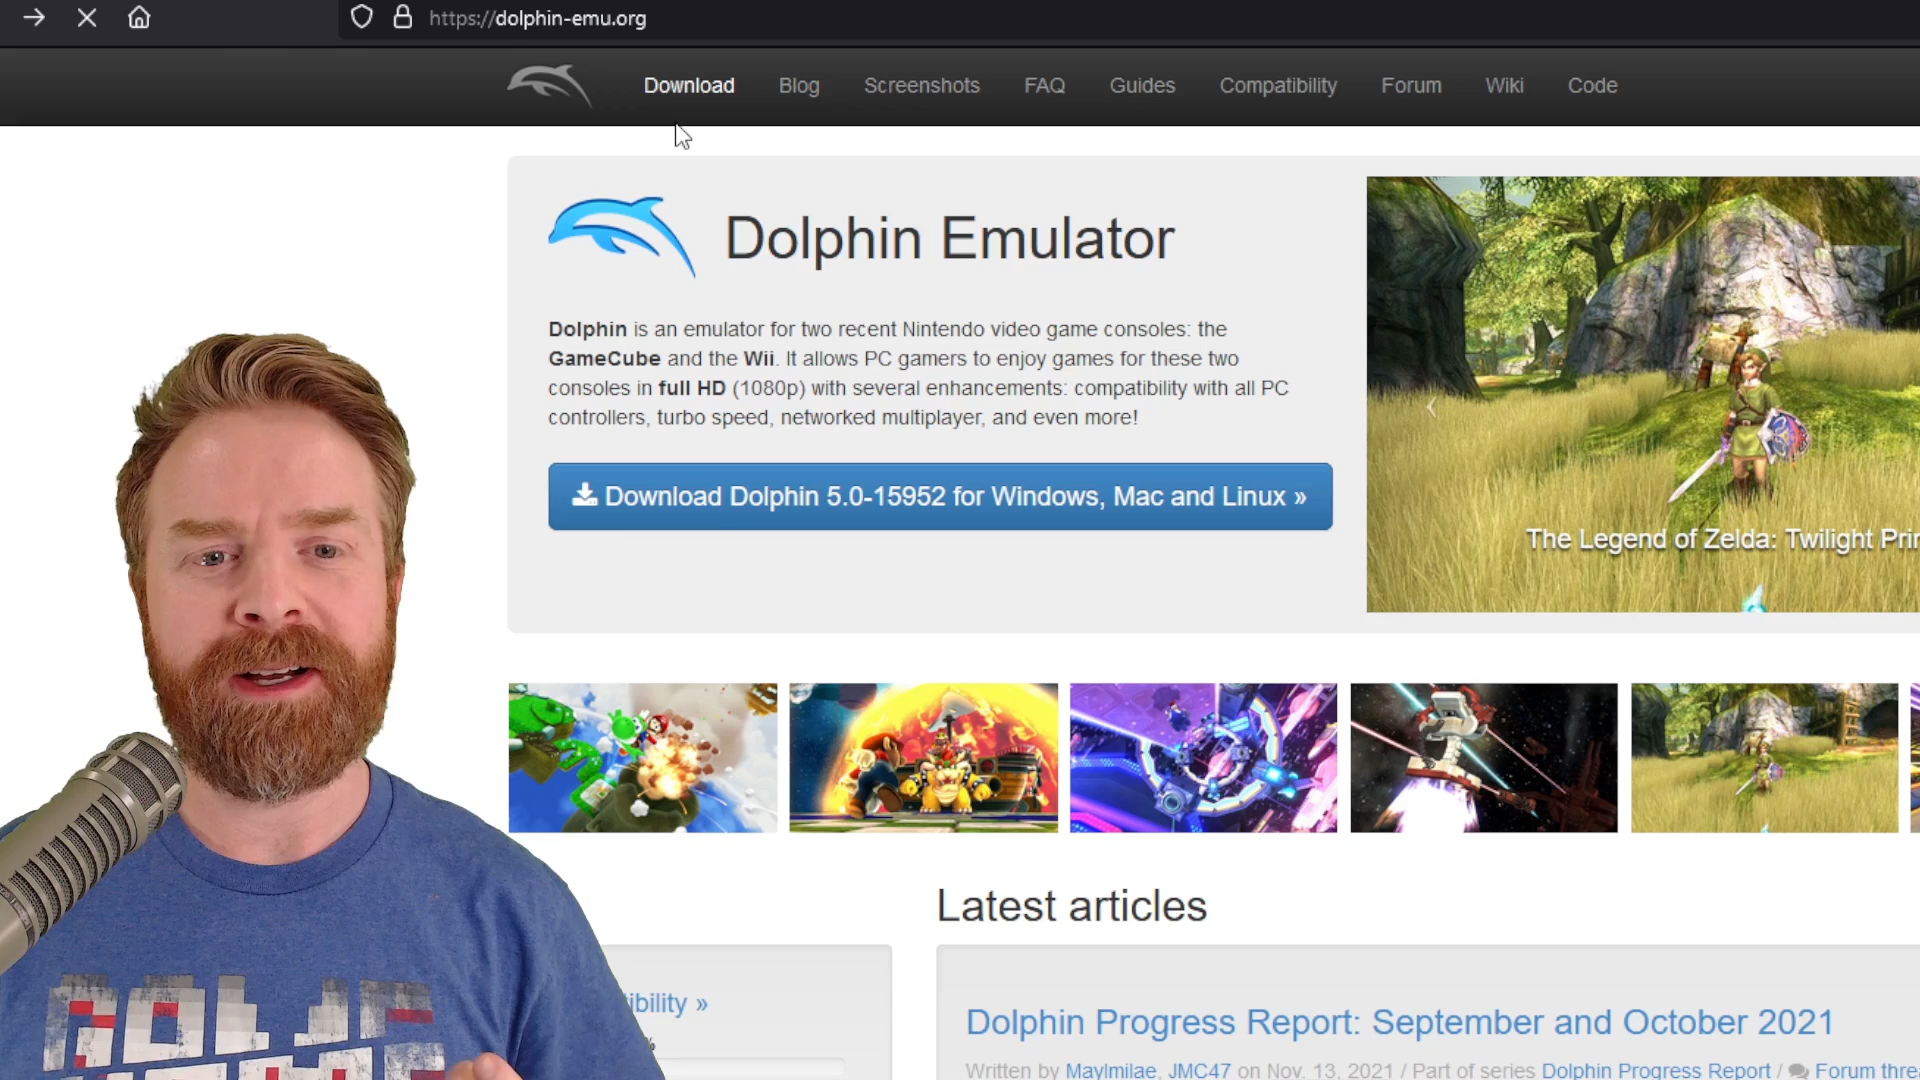 https://dolphin-emu.org
Download Blog Screenshots FAQ Guides Compatibility Forum Wiki Code
Dolphin Emulator
Dolphin is an emulator for two recent Nintendo video game consoles: the
GameCube and the Wii. It allows PC gamers to enjoy games for these two
consoles in full HD (1080p) with several enhancements: compatibility with all PC
controllers, turbo speed, networked multiplayer, and even more!
Download Dolphin 5.0-15952 for Windows, Mac and Linux »
The Legend of Zelda: Twilight Prin
Latest articles
ibility »
%
Dolphin Progress Report: September and October 2021
Written by MayImilae, JMC47 on Nov. 13, 2021 / Part of series Dolphin Progress Report / Forum thre